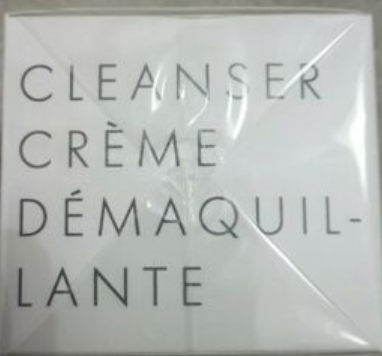 CLEANSER
CRÈME
DÉMAQUIL-
LANTE